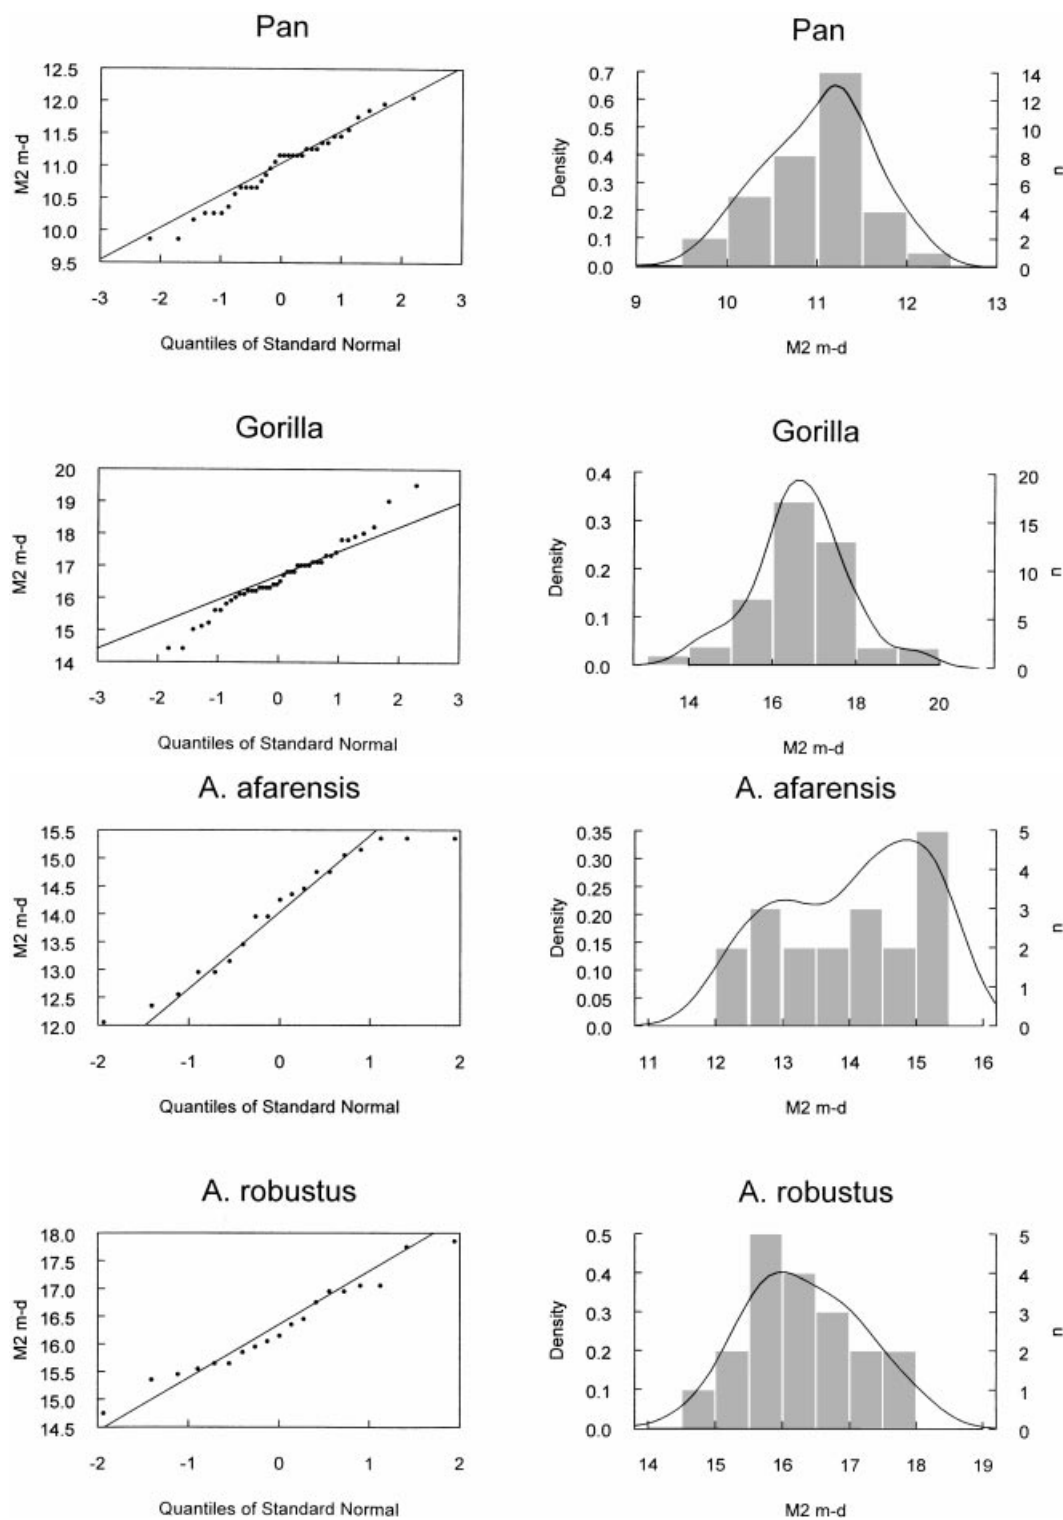 Pan
12.5
12.0
11.5
11.0
10.5
10.0
9.5
M2 m-d
-3 -2 -1 0 1 2 3
Quantiles of Standard Normal
Pan
0.7
0.6
0.5
0.4
0.3
0.2
0.1
0.0
Density
14
12
10
8
6
4
2
0
n
9 10 11 12 13
M2 m-d
Gorilla
20
19
18
17
16
15
14
M2 m-d
-3 -2 -1 0 1 2 3
Quantiles of Standard Normal
Gorilla
0.4
0.3
0.2
0.1
0.0
Density
20
15
10
5
0
n
14 16 18 20
M2 m-d
A. afarensis
15.5
15.0
14.5
14.0
13.5
13.0
12.5
12.0
M2 m-d
-2 -1 0 1 2
Quantiles of Standard Normal
A. afarensis
0.35
0.30
0.25
0.20
0.15
0.10
0.05
0.0
Density
5
4
3
2
1
0
n
11 12 13 14 15 16
M2 m-d
A. robustus
18.0
17.5
17.0
16.5
16.0
15.5
15.0
14.5
M2 m-d
-2 -1 0 1 2
Quantiles of Standard Normal
A. robustus
0.5
0.4
0.3
0.2
0.1
0.0
Density
5
4
3
2
1
0
n
14 15 16 17 18 19
M2 m-d